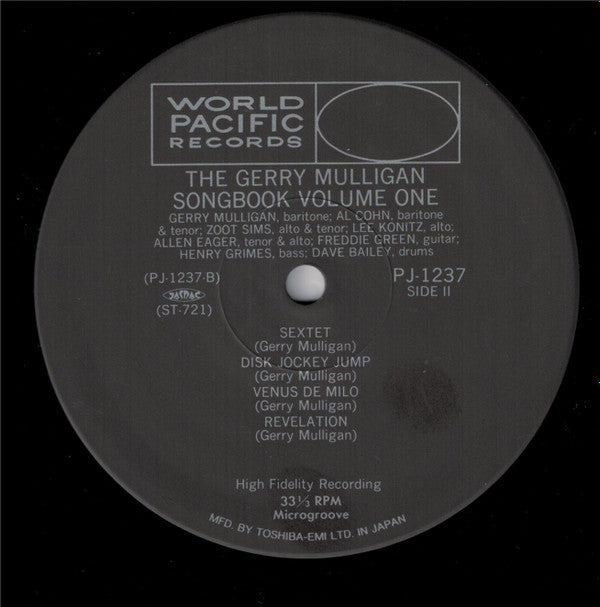 WORLD
PACIFIC
RECORDS
THE GERRY MULLIGAN
SONGBOOK VOLUME ONE
GERRY MULLIGAN, baritone; AL COHN, baritone
& tenor; ZOOT SIMS, alto & tenor; LEE KONITZ, alto;
ALLEN EAGER, tenor & alto; FREDDIE GREEN, guitar;
HENRY GRIMES, bass; DAVE BAILEY, drums
(PJ-1237-B)
JASRAC
(ST-721)
PJ-1237
SIDE II
SEXTET
(Gerry Mulligan)
DISK JOCKEY JUMP
(Gerry Mulligan)
VENUS DE MILO
(Gerry Mulligan)
REVELATION
(Gerry Mulligan)
High Fidelity Recording
33⅓ RPM
Microgroove
MFD. BY TOSHIBA-EMI LTD. IN JAPAN